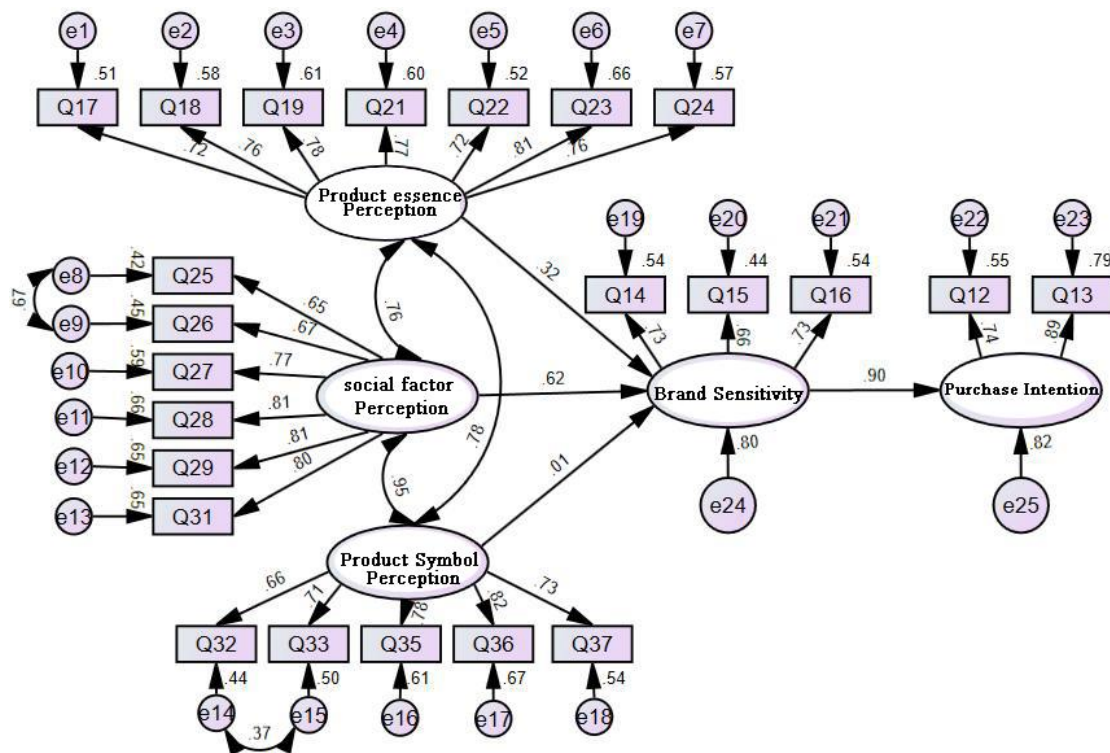 e1 e2 e3 e4 e5 e6 e7
.51 .58 .61 .60 .52 .66 .57
Q17 Q18 Q19 Q21 Q22 Q23 Q24
.72 .76 .78 .77 .72 .81 .76
Product essence
Perception
e19 e20 e21 e22 e23
.54 .44 .54 .55 .79
Q14 Q15 Q16 Q12 Q13
.73 .66 .73 .74 .89
.32
e8 .42 Q25 .65
.67
e9 .45 Q26 .67
.76
e10 .59 Q27 .77
e11 .66 Q28 .81
e12 .65 Q29 .81
e13 .65 Q31 .80
social factor
Perception
.62
Brand Sensitivity
.90
Purchase Intention
.80
.82
e24
e25
.78
.95
.01
Product Symbol
Perception
.66 .71 .78 .82 .73
Q32 Q33 Q35 Q36 Q37
.44 .50 .61 .67 .54
e14 e15 e16 e17 e18
.37